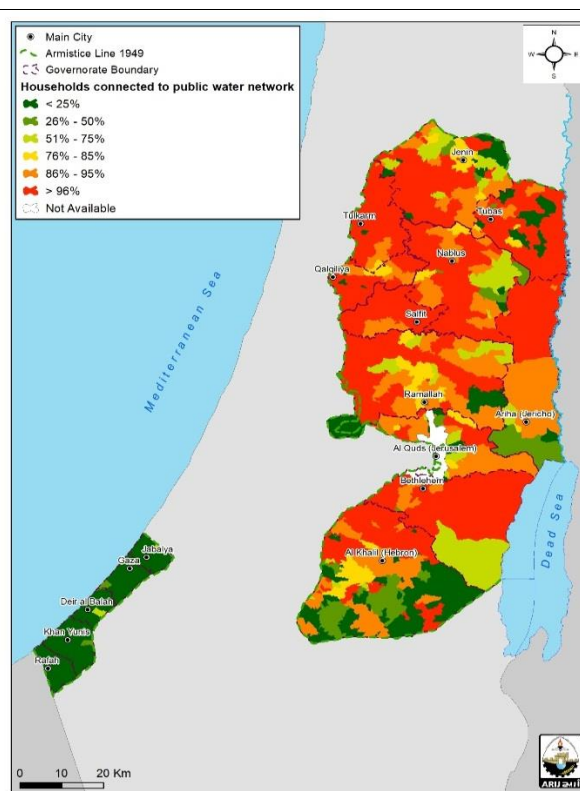 Main City
Armistice Line 1949
Governorate Boundary
Households connected to public water network
< 25%
26% - 50%
51% - 75%
76% - 85%
86% - 95%
> 96%
Not Available
N
W E
S
Jenin
Tubas
Tulkarm
Nablus
Qalqiliya
Salfit
Mediterranean Sea
Ramallah
Ariha (Jericho)
Al Quds (Jerusalem)
Bethlehem
Dead Sea
Al Khalil (Hebron)
Jabalya
Gaza
Deir al Balah
Khan Yunis
Rafah
0 10 20 Km
ARIJ